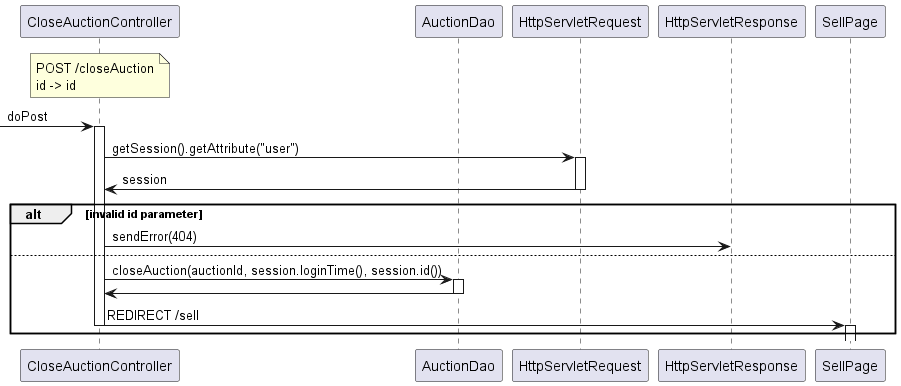 CloseAuctionController
AuctionDao
HttpServletRequest
HttpServletResponse
SellPage
POST /closeAuction
id -> id
doPost
getSession().getAttribute("user")
session
alt
[invalid id parameter]
sendError(404)
closeAuction(auctionId, session.loginTime(), session.id())
REDIRECT /sell
CloseAuctionController
AuctionDao
HttpServletRequest
HttpServletResponse
SellPage